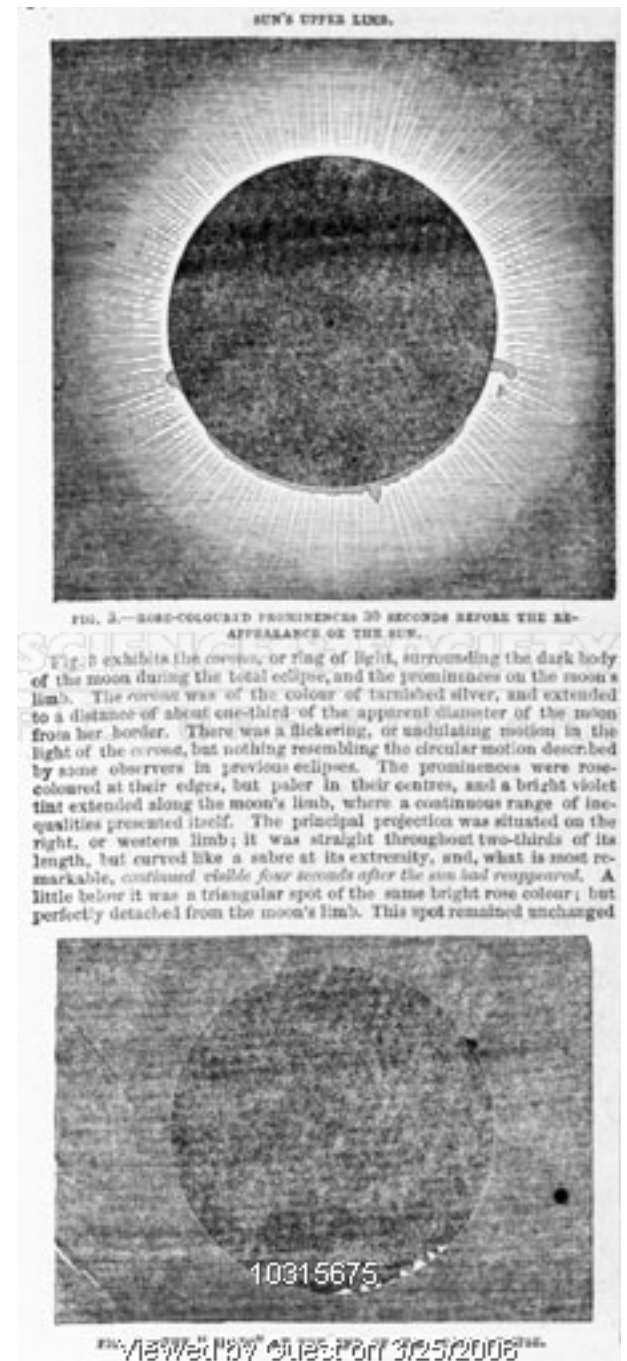 SUN'S UPPER LIMB.
FIG. 3.—ROSE-COLOURED PROMINENCES 30 SECONDS BEFORE THE RE-
APPEARANCE OF THE SUN.
SCIENCE SOCIETY
Fig. 3 exhibits the corona, or ring of light, surrounding the dark body
of the moon during the total eclipse, and the prominences on the moon's
limb. The corona was of the colour of tarnished silver, and extended
to a distance of about one-third of the apparent diameter of the moon
from her border. There was a flickering, or undulating motion in the
light of the corona, but nothing resembling the circular motion described
by some observers in previous eclipses. The prominences were rose-
coloured at their edges, but paler in their centres, and a bright violet
tint extended along the moon's limb, where a continuous range of ine-
qualities presented itself. The principal projection was situated on the
right, or western limb; it was straight throughout two-thirds of its
length, but curved like a sabre at its extremity, and, what is most re-
markable, continued visible four seconds after the sun had reappeared. A
little below it was a triangular spot of the same bright rose colour; but
perfectly detached from the moon's limb. This spot remained unchanged
10315675
FIG. THE " " AT THE END OF
Viewed by Guest on 3/25/2006